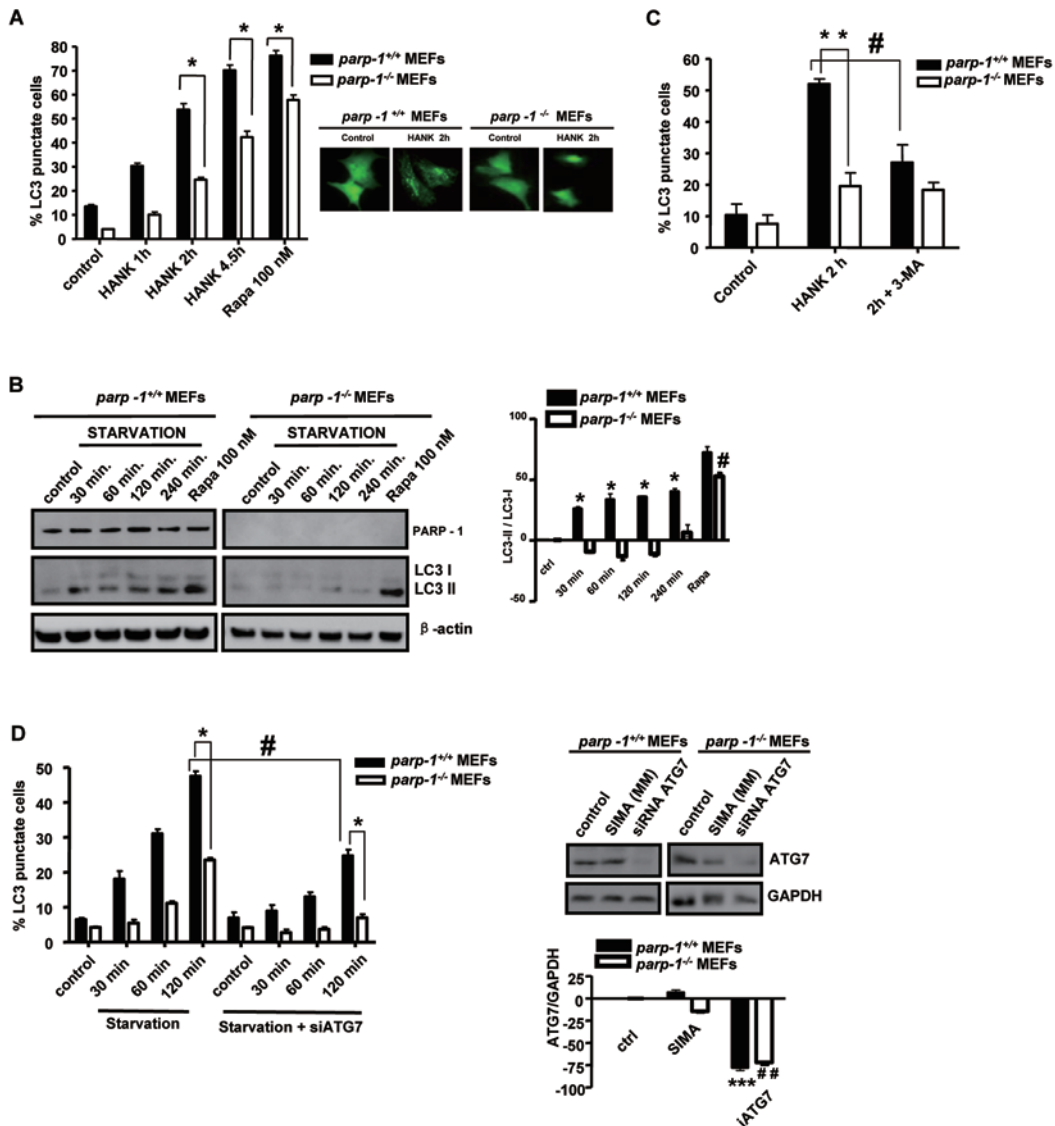 A
*
*
*
parp-1+/+ MEFs
parp-1-/- MEFs
% LC3 punctate cells
80
70
60
50
40
30
20
10
0
control
HANK 1h
HANK 2h
HANK 4.5h
Rapa 100 nM
parp -1 +/+ MEFs
parp -1 -/- MEFs
Control
HANK 2h
Control
HANK 2h
C
* *
#
parp-1+/+ MEFs
parp-1-/- MEFs
% LC3 punctate cells
70
60
50
40
30
20
10
0
Control
HANK 2 h
2h + 3-MA
B
parp -1+/+ MEFs
parp -1-/- MEFs
STARVATION
STARVATION
control
30 min.
60 min.
120 min.
240 min.
Rapa 100 nM
control
30 min.
60 min.
120 min.
240 min.
Rapa 100 nM
PARP - 1
LC3 I
LC3 II
β -actin
parp-1+/+ MEFs
parp-1-/- MEFs
LC3-II / LC3-I
100
50
0
-50
*
*
*
*
#
ctrl
30 min
60 min
120 min
240 min
Rapa
D
*
#
*
parp-1+/+ MEFs
parp-1-/- MEFs
% LC3 punctate cells
50
40
30
20
10
0
control
30 min
60 min
120 min
control
30 min
60 min
120 min
Starvation
Starvation + siATG7
parp -1+/+ MEFs
parp -1-/- MEFs
control
SIMA (MM)
siRNA ATG7
control
SIMA (MM)
siRNA ATG7
ATG7
GAPDH
parp-1+/+ MEFs
parp-1-/- MEFs
ATG7/GAPDH
25
0
-25
-50
-75
-100
ctrl
SIMA
***
##
iATG7